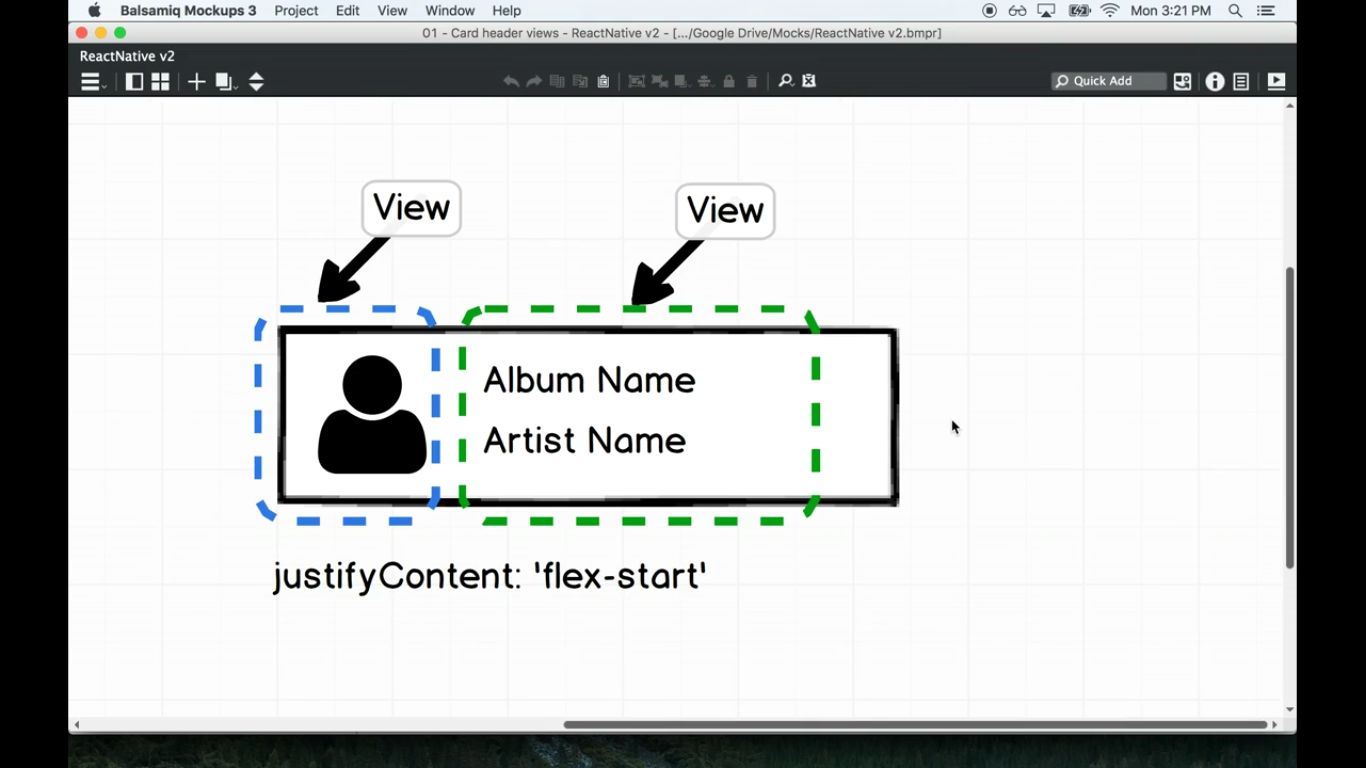 Balsamiq Mockups 3 Project Edit View Window Help Mon 3:21 PM
01 - Card header views - ReactNative v2 - [.../Google Drive/Mocks/ReactNative v2.bmpr]
ReactNative v2
Quick Add
View
View
Album Name
Artist Name
justifyContent: 'flex-start'